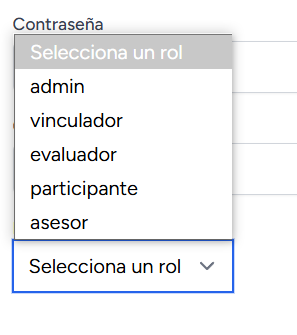 Contraseña
Selecciona un rol
admin
vinculador
evaluador
participante
asesor
Selecciona un rol